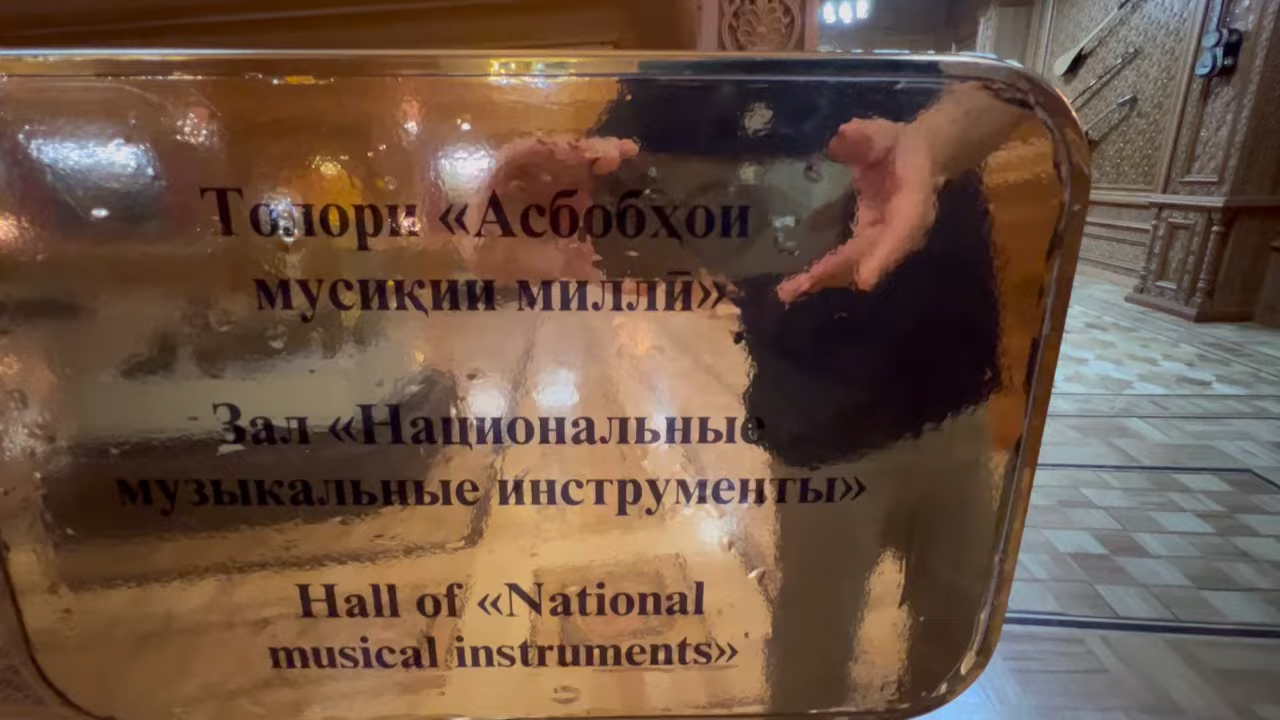 Толори «Асбобҳои
мусиқии миллӣ»
Зал «Национальные
музыкальные инструменты»
Hall of «National
musical instruments»